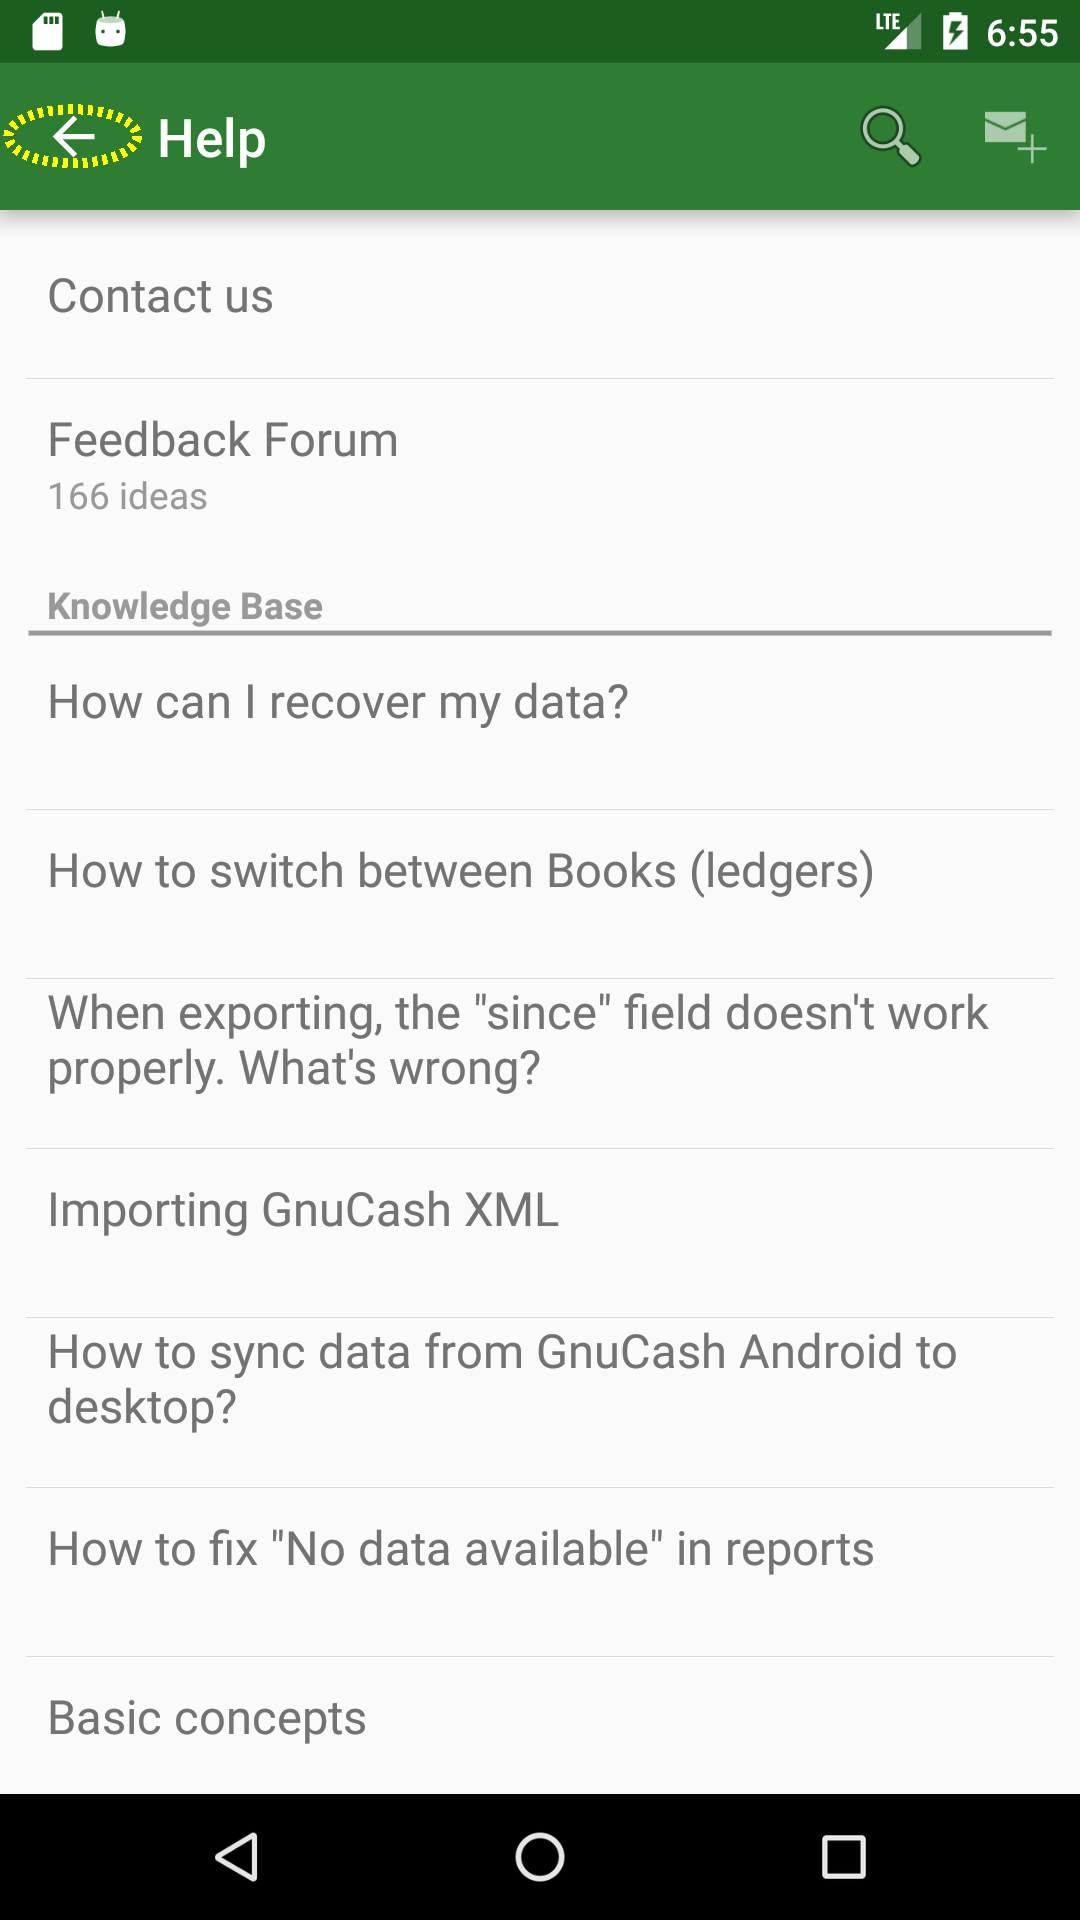 LTE 6:55
Help
Contact us
Feedback Forum
166 ideas
Knowledge Base
How can I recover my data?
How to switch between Books (ledgers)
When exporting, the "since" field doesn't work
properly. What's wrong?
Importing GnuCash XML
How to sync data from GnuCash Android to
desktop?
How to fix "No data available" in reports
Basic concepts